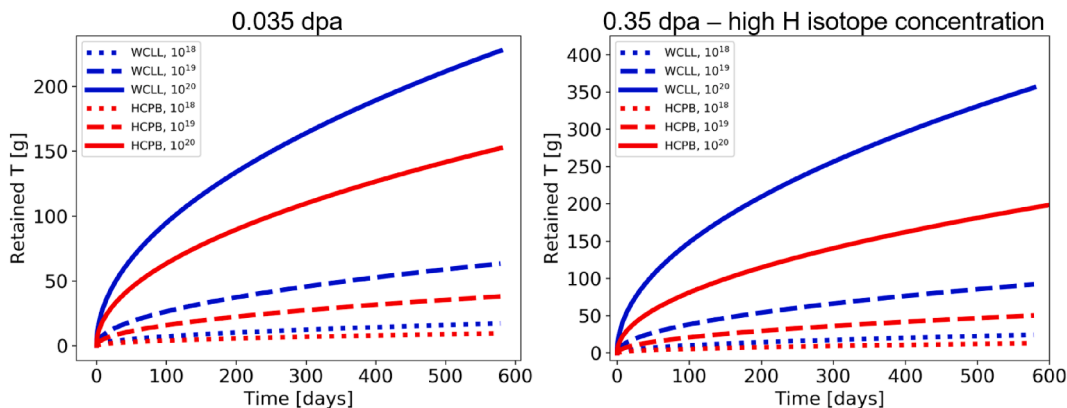 0.035 dpa
Retained T [g]
200
150
100
50
0
WCLL, 10¹⁸
WCLL, 10¹⁹
WCLL, 10²⁰
HCPB, 10¹⁸
HCPB, 10¹⁹
HCPB, 10²⁰
0 100 200 300 400 500 600
Time [days]
0.35 dpa – high H isotope concentration
Retained T [g]
400
350
300
250
200
150
100
50
0
WCLL, 10¹⁸
WCLL, 10¹⁹
WCLL, 10²⁰
HCPB, 10¹⁸
HCPB, 10¹⁹
HCPB, 10²⁰
0 100 200 300 400 500 600
Time [days]